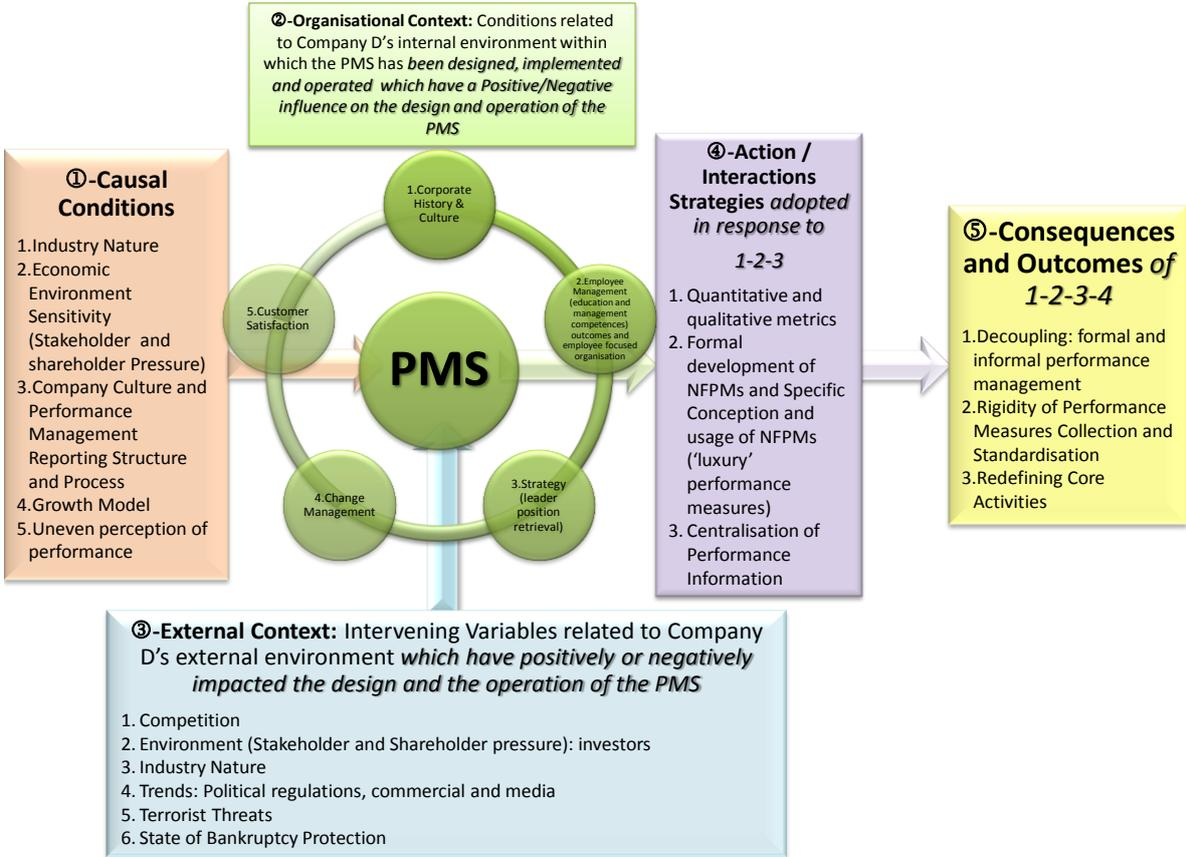 ②-Organisational Context: Conditions related
to Company D's internal environment within
which the PMS has been designed, implemented
and operated which have a Positive/Negative
influence on the design and operation of the
PMS
①-Causal
Conditions
1.Industry Nature
2.Economic
Environment
Sensitivity
(Stakeholder and
shareholder Pressure)
3.Company Culture and
Performance
Management
Reporting Structure
and Process
4.Growth Model
5.Uneven perception of
performance
1.Corporate
History &
Culture
2.Employee
Management
(education and
management
competences)
outcomes and
employee focused
organisation
3.Strategy
(leader
position
retrieval)
4.Change
Management
5.Customer
Satisfaction
PMS
④-Action /
Interactions
Strategies adopted
in response to
1-2-3
1. Quantitative and
qualitative metrics
2. Formal
development of
NFPMs and Specific
Conception and
usage of NFPMs
('luxury'
performance
measures)
3. Centralisation of
Performance
Information
⑤-Consequences
and Outcomes of
1-2-3-4
1.Decoupling: formal and
informal performance
management
2.Rigidity of Performance
Measures Collection and
Standardisation
3.Redefining Core
Activities
③-External Context: Intervening Variables related to Company
D's external environment which have positively or negatively
impacted the design and the operation of the PMS
1. Competition
2. Environment (Stakeholder and Shareholder pressure): investors
3. Industry Nature
4. Trends: Political regulations, commercial and media
5. Terrorist Threats
6. State of Bankruptcy Protection